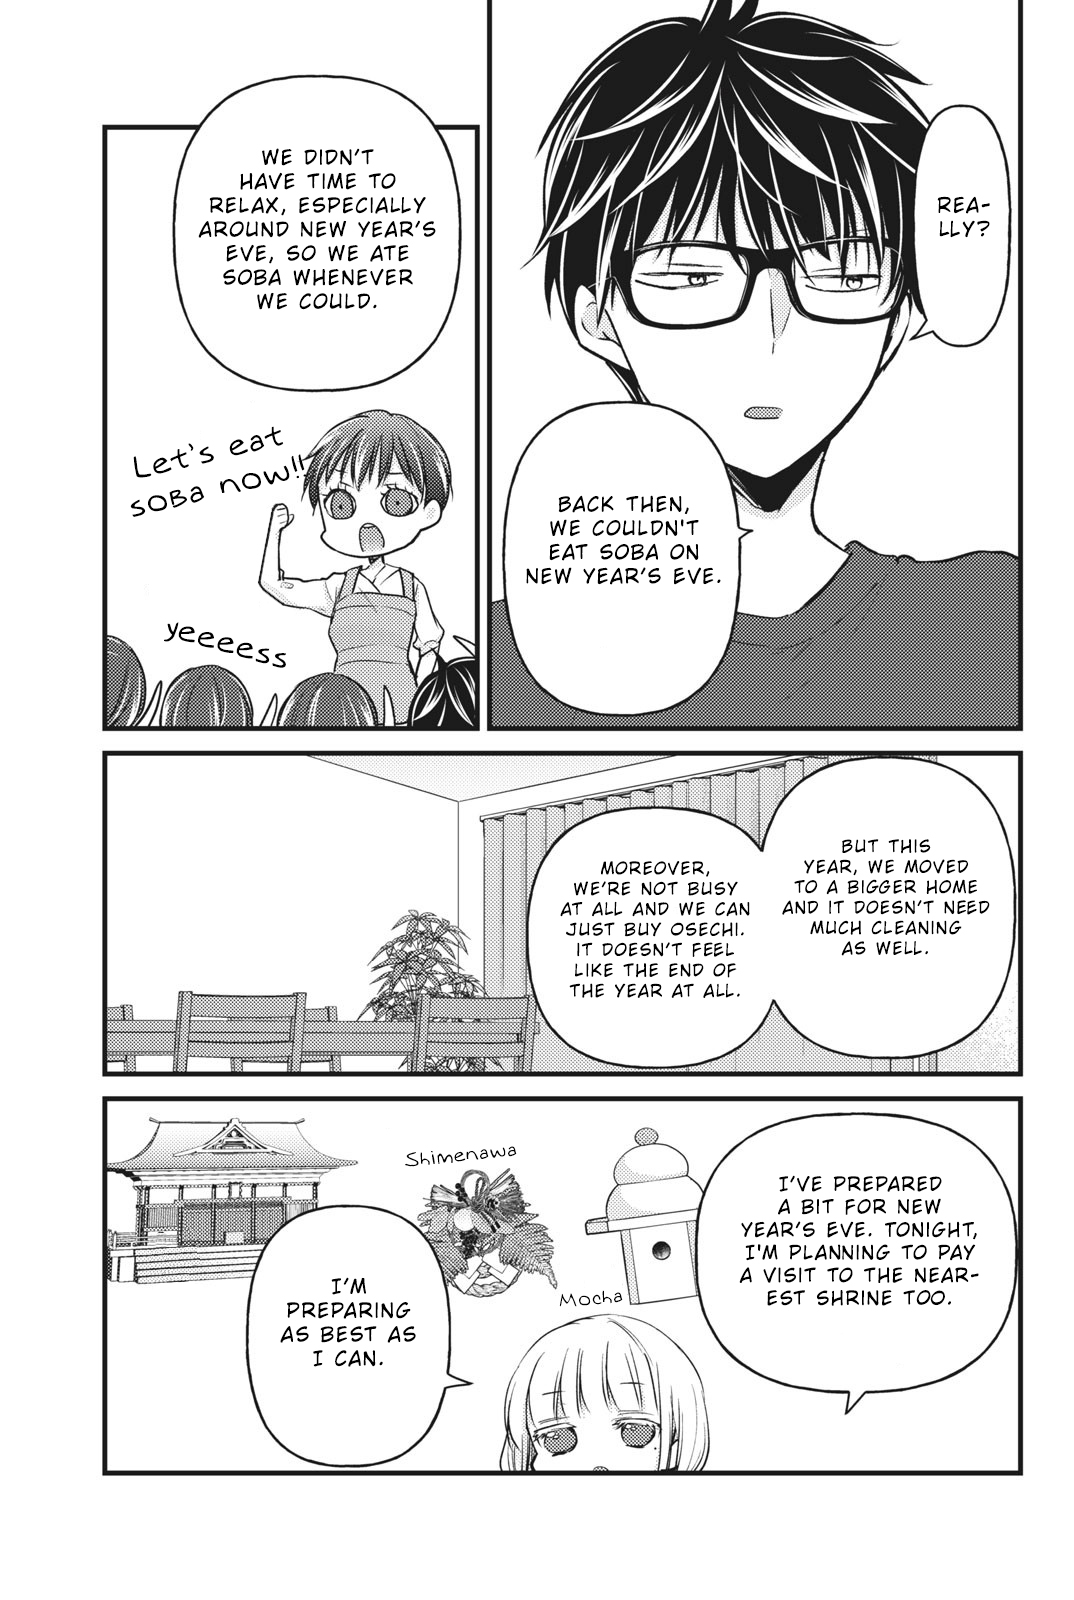 REA-
LLY?
BACK THEN,
WE COULDN'T
EAT SOBA ON
NEW YEAR'S EVE.
WE DIDN'T
HAVE TIME TO
RELAX, ESPECIALLY
AROUND NEW YEAR'S
EVE, SO WE ATE
SOBA WHENEVER
WE COULD.
Let's eat
SOBA now!!
yeeeess
BUT THIS
YEAR, WE MOVED
TO A BIGGER HOME
AND IT DOESN'T NEED
MUCH CLEANING
AS WELL.
MOREOVER,
WE'RE NOT BUSY
AT ALL AND WE CAN
JUST BUY OSECHI.
IT DOESN'T FEEL
LIKE THE END OF
THE YEAR AT ALL.
I'VE PREPARED
A BIT FOR NEW
YEAR'S EVE. TONIGHT,
I'M PLANNING TO PAY
A VISIT TO THE NEAR-
EST SHRINE TOO.
Mocha
Shimenawa
I'M
PREPARING
AS BEST AS
I CAN.